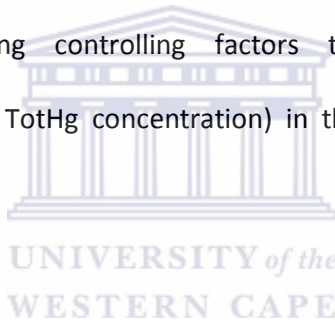 ng controlling factors t
TotHg concentration) in th
UNIVERSITY of the
WESTERN CAPE